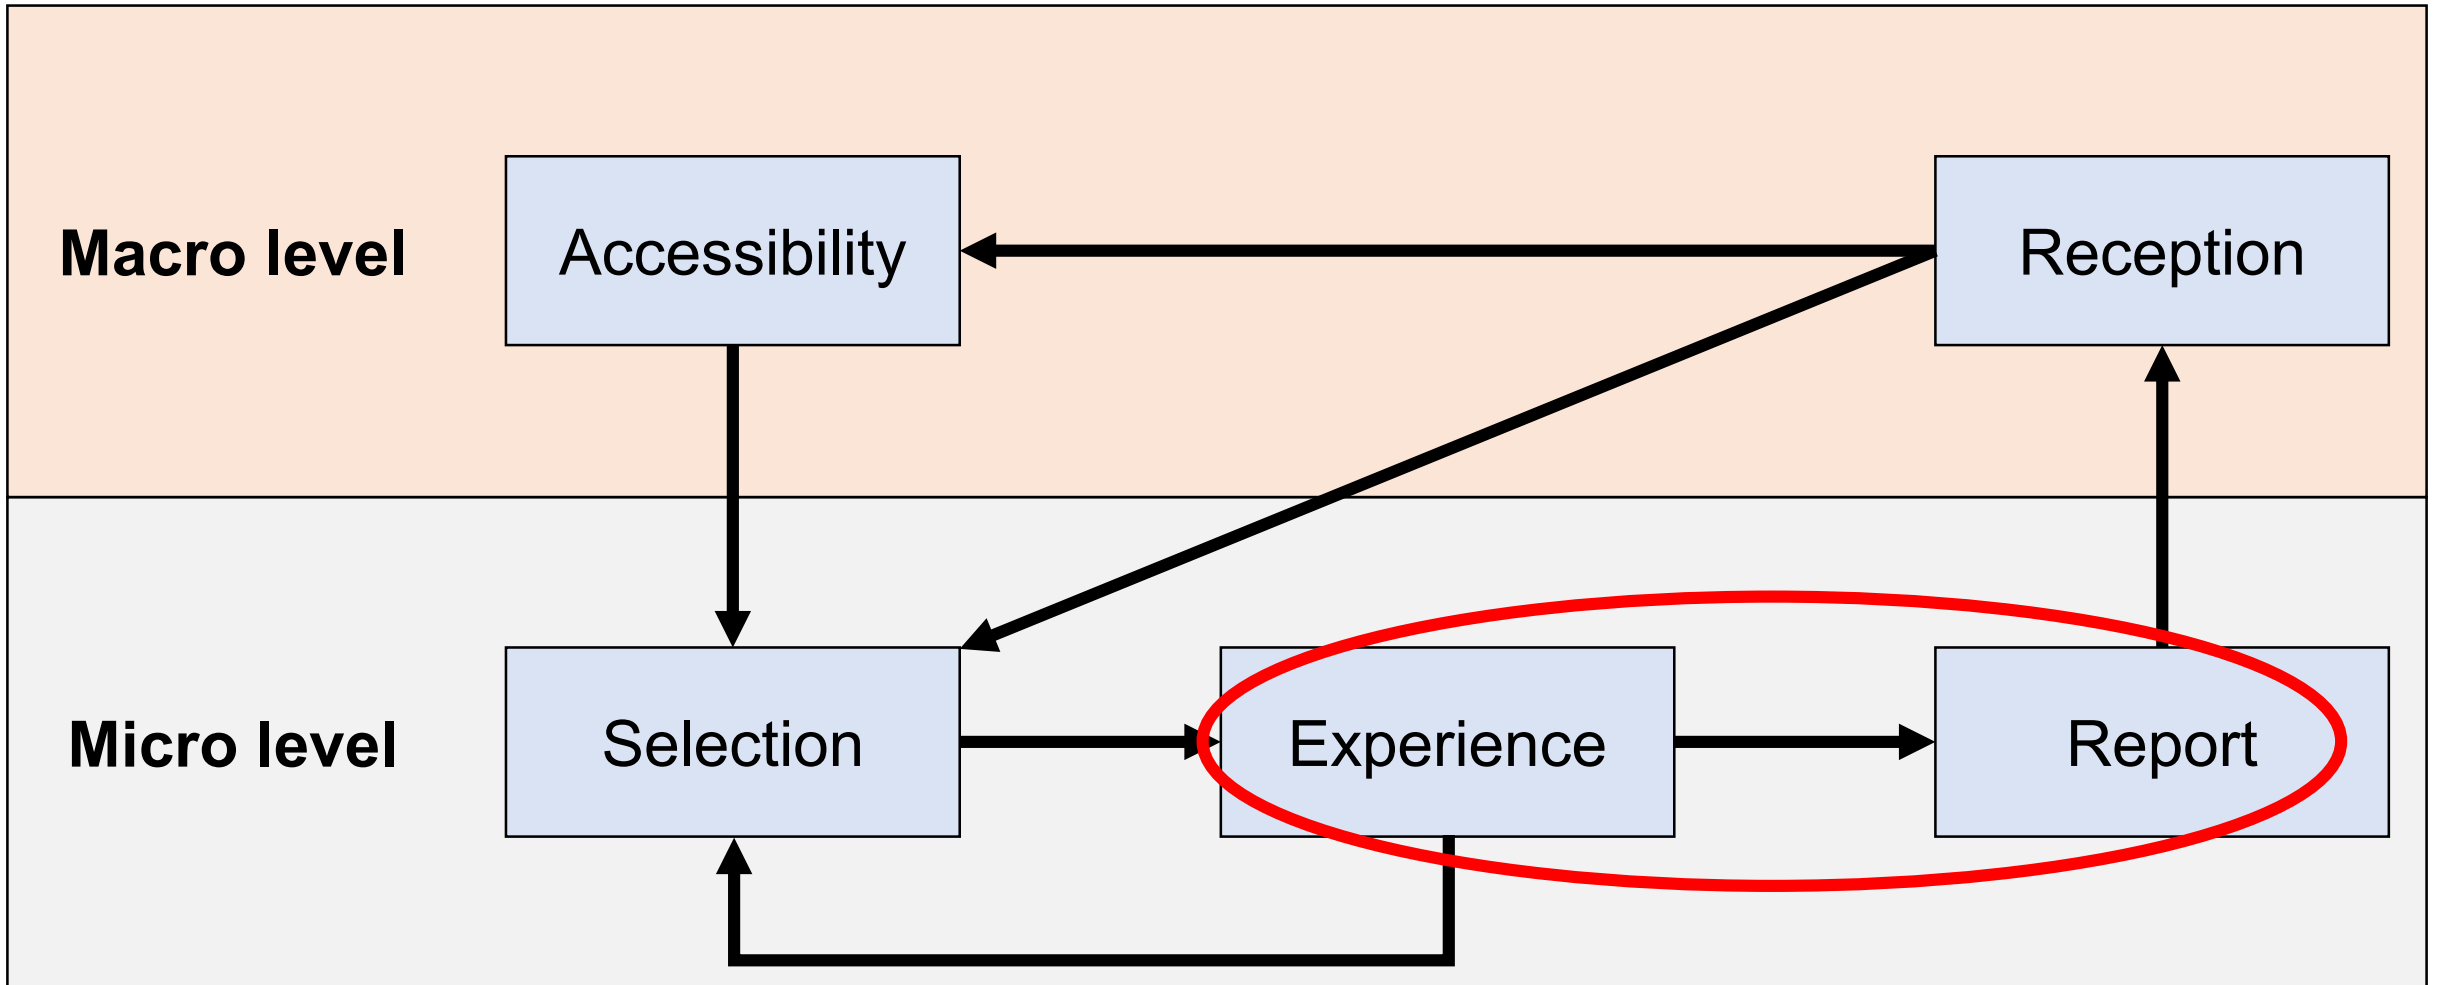 Macro level
Accessibility
Reception
Micro level
Selection
Experience
Report